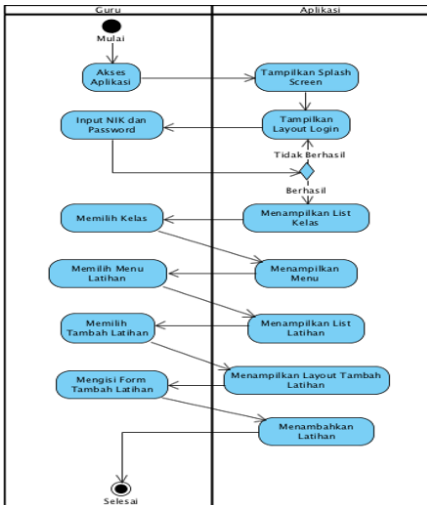 Guru
Aplikasi
Mulai
Akses
Aplikasi
Tampilkan Splash
Screen
Input NIK dan
Password
Tampilkan
Layout Login
Tidak Berhasil
Berhasil
Memilih Kelas
Menampilkan List
Kelas
Memilih Menu
Latihan
Menampilkan
Menu
Memilih
Tambah Latihan
Menampilkan List
Latihan
Mengisi Form
Tambah Latihan
Menampilkan Layout Tambah
Latihan
Menambahkan
Latihan
Selesai